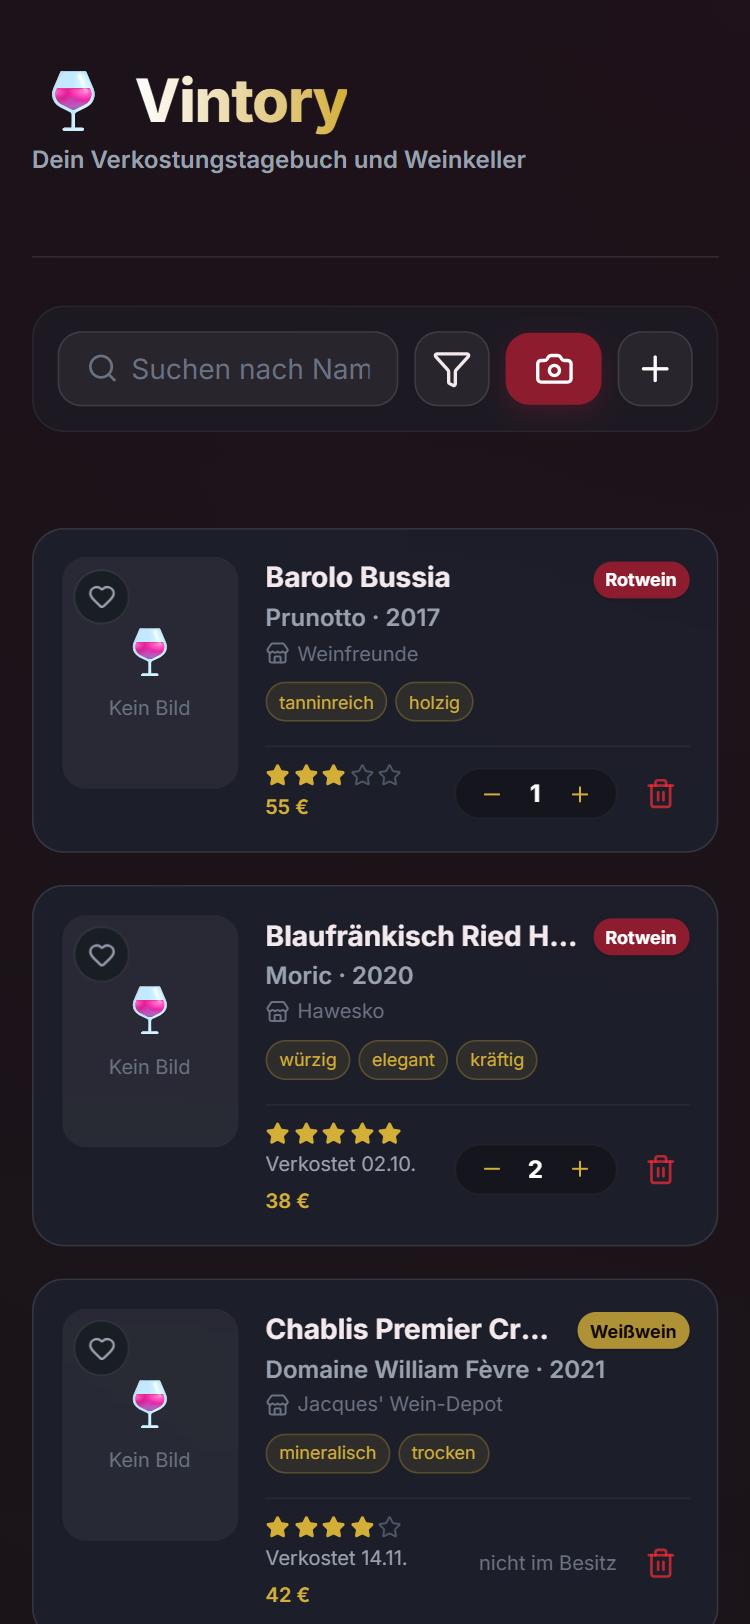 Vintory
Dein Verkostungstagebuch und Weinkeller
Suchen nach Nam
Barolo Bussia
Rotwein
Prunotto · 2017
Weinfreunde
tanninreich holzig
Kein Bild
55 €
− 1 +
Blaufränkisch Ried H...
Rotwein
Moric · 2020
Hawesko
würzig elegant kräftig
Kein Bild
Verkostet 02.10.
38 €
− 2 +
Chablis Premier Cr...
Weißwein
Domaine William Fèvre · 2021
Jacques' Wein-Depot
mineralisch trocken
Kein Bild
Verkostet 14.11.
nicht im Besitz
42 €